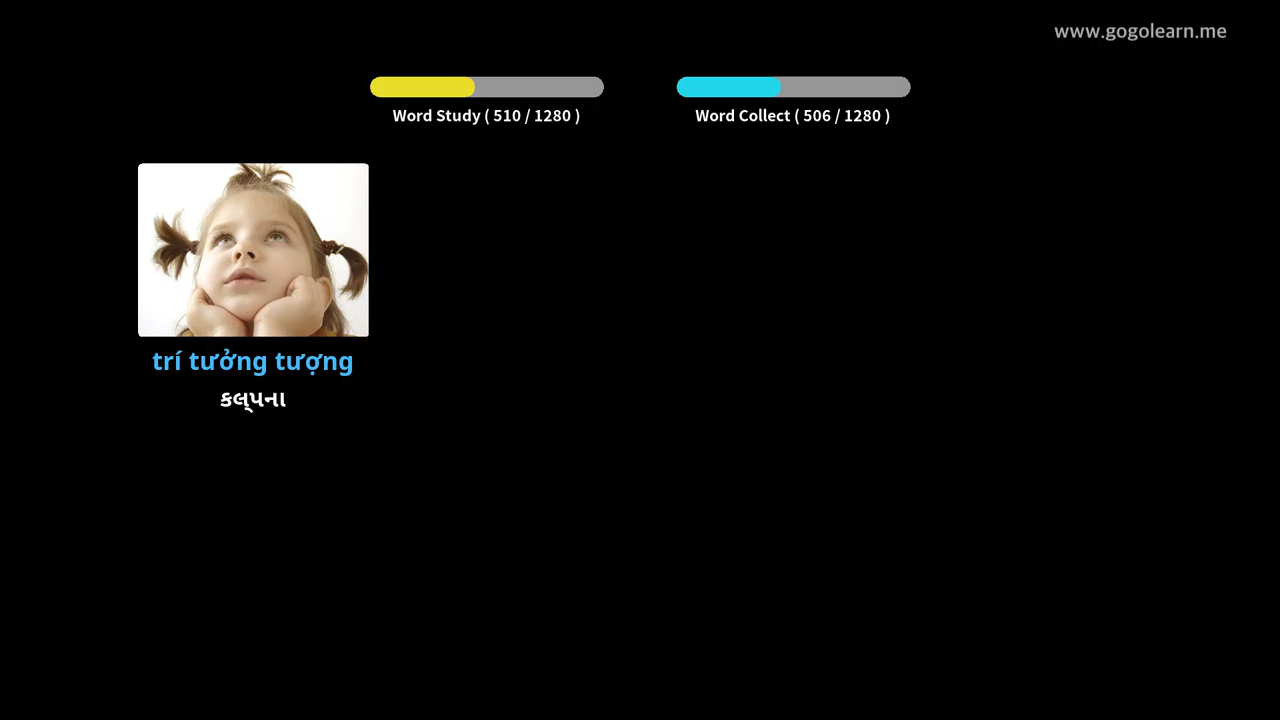 www.gogolearn.me
Word Study ( 510 / 1280 )
Word Collect ( 506 / 1280 )
trí tưởng tượng
કલ્પના